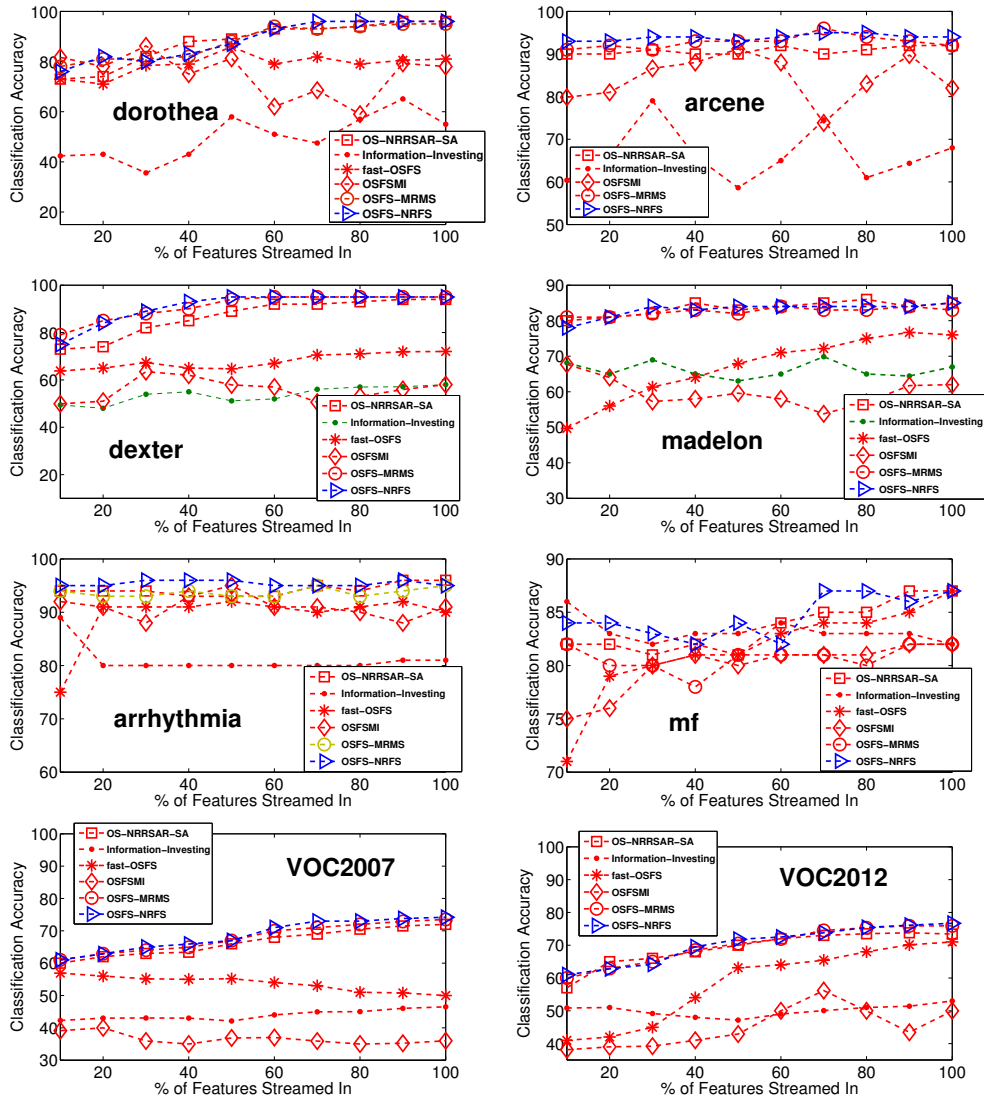 Classification Accuracy
100
80
60
40
20
dorothea
OS−NRRSAR−SA
Information−Investing
fast−OSFS
OSFSMI
OSFS−MRMS
OSFS−NRFS
20 40 60 80 100
% of Features Streamed In
Classification Accuracy
100
90
80
70
60
50
arcene
OS−NRRSAR−SA
Information−Investing
OSFSMI
OSFS−MRMS
OSFS−NRFS
20 40 60 80 100
% of Features Streamed In
Classification Accuracy
100
80
60
40
20
dexter
OS−NRRSAR−SA
Information−Investing
fast−OSFS
OSFSMI
OSFS−MRMS
OSFS−NRFS
20 40 60 80 100
% of Features Streamed In
Classification Accuracy
90
80
70
60
50
40
30
madelon
OS−NRRSAR−SA
Information−Investing
fast−OSFS
OSFSMI
OSFS−MRMS
OSFS−NRFS
20 40 60 80 100
% of Features Streamed In
Classification Accuracy
100
90
80
70
60
arrhythmia
OS−NRRSAR−SA
Information−Investing
fast−OSFS
OSFSMI
OSFS−MRMS
OSFS−NRFS
20 40 60 80 100
% of Features Streamed In
Classification Accuracy
90
85
80
75
70
mf
OS−NRRSAR−SA
Information−Investing
fast−OSFS
OSFSMI
OSFS−MRMS
OSFS−NRFS
20 40 60 80 100
% of Features Streamed In
Classification Accuracy
100
90
80
70
60
50
40
30
OS−NRRSAR−SA
Information−Investing
fast−OSFS
OSFSMI
OSFS−MRMS
OSFS−NRFS
VOC2007
20 40 60 80 100
% of Features Streamed In
Classification Accuracy
100
90
80
70
60
50
40
OS−NRRSAR−SA
Information−Investing
fast−OSFS
OSFSMI
OSFS−MRMS
OSFS−NRFS
VOC2012
20 40 60 80 100
% of Features Streamed In